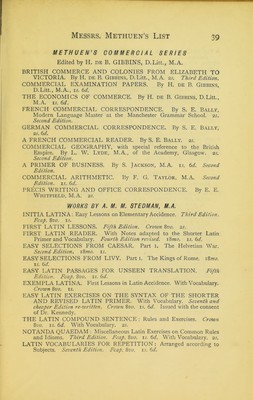 MESSRS. METHUEN'S LIST 39
METHUEN'S COMMERCIAL SERIES
Edited by H. DE B. GIBBINS, D.Litt., M.A.
BRITISH COMMERCE AND COLONIES FROM ELIZABETH TO
VICTORIA. By H. DE B. GIBBINS, D.Litt., M.A. 2s. Third Edition.
COMMERCIAL EXAMINATION PAPERS. By H. DE B. GIBBINS,
D.Litt., M.A., 1s. 6d.
THE ECONOMICS OF COMMERCE. By H. DE B. GIBBINS, D.Litt.,
M.A. 1s. 6d.
FRENCH COMMERCIAL CORRESPONDENCE. By S. E. BALLY,
Modern Language Master at the Manchester Grammar School. 2s.
Second Edition.
GERMAN COMMERCIAL CORRESPONDENCE. By S. E. BALLY,
2s. 6d.
A FRENCH COMMERCIAL READER. By S. E. BALLY. 2s.
COMMERCIAL GEOGRAPHY, with special reference to the British
Empire. By L. W. LYDE, M.A., of the Academy, Glasgow. 2s.
Second Edition.
A PRIMER OF BUSINESS. By S. JACKSON, M.A. 1s. 6d. Second
Edition.
COMMERCIAL ARITHMETIC. By F. G. TAYLOR, M.A. Second
Edition. 1s. 6d.
PRÉCIS WRITING AND OFFICE CORRESPONDENCE. By E. E.
WHITFIELD, M.A. 2s.
WORKS BY A. M. M. STEDMAN, M.A.
INITIA LATINA: Easy Lessons on Elementary Accidence. Third Edition.
Fcap. 8vo. 1s.
FIRST LATIN LESSONS. Fifth Edition. Crown 8vo. 2s.
FIRST LATIN READER. With Notes adapted to the Shorter Latin
Primer and Vocabulary. Fourth Edition revised. 18mo. 1s. 6d.
EASY SELECTIONS FROM CAESAR. Part 1. The Helvetian War.
Second Edition. 18mo. 1s.
EASY SELECTIONS FROM LIVY. Part 1. The Kings of Rome. 18mo.
1s. 6d.
EASY LATIN PASSAGES FOR UNSEEN TRANSLATION. Fifth
Edition. Fcap. 8vo. 1s. 6d.
EXEMPLA LATINA. First Lessons in Latin Accidence. With Vocabulary.
Crown 8vo. 1s.
EASY LATIN EXERCISES ON THE SYNTAX OF THE SHORTER
AND REVISED LATIN PRIMER. With Vocabulary. Seventh and
cheaper Edition re-written. Crown 8vo. 1s. 6d. Issued with the consent
of Dr. Kennedy.
THE LATIN COMPOUND SENTENCE: Rules and Exercises. Crown
8vo. 1s. 6d. With Vocabulary. 2s.
NOTANDA QUAEDAM: Miscellaneous Latin Exercises on Common Rules
and Idioms. Third Edition. Fcap. 8vo. 1s. 6d. With Vocabulary. 2s.
LATIN VOCABULARIES FOR REPETITION: Arranged according to
Subjects. Seventh Edition. Fcap. 8vo. 1s. 6d.